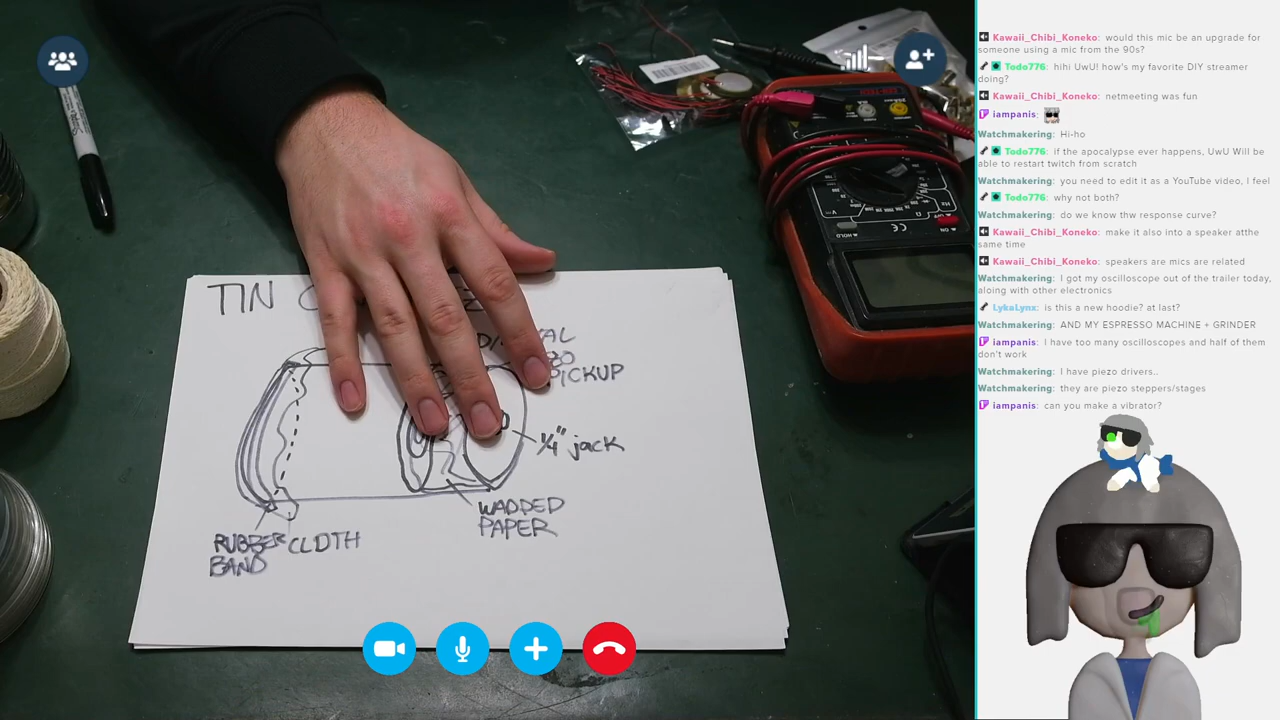 TIN
PICKUP
1/4" jack
WADDED
PAPER
RUBBER CLOTH
BAND
HOLD
CE
Kawaii_Chibi_Koneko: would this mic be an upgrade for
someone using a mic from the 90s?
Todo776: hihi UwU! how's my favorite DIY streamer
doing?
Kawaii_Chibi_Koneko: netmeeting was fun
iampanis:
Watchmakering: Hi-ho
Todo776: if the apocalypse ever happens, UwU Will be
able to restart twitch from scratch
Watchmakering: you need to edit it as a YouTube video, I feel
Todo776: why not both?
Watchmakering: do we know thw response curve?
Kawaii_Chibi_Koneko: make it also into a speaker atthe
same time
Kawaii_Chibi_Koneko: speakers are mics are related
Watchmakering: I got my oscilloscope out of the trailer today,
aloing with other electronics
LykaLynx: is this a new hoodie? at last?
Watchmakering: AND MY ESPRESSO MACHINE + GRINDER
iampanis: I have too many oscilloscopes and half of them
don't work
Watchmakering: I have piezo drivers..
Watchmakering: they are piezo steppers/stages
iampanis: can you make a vibrator?